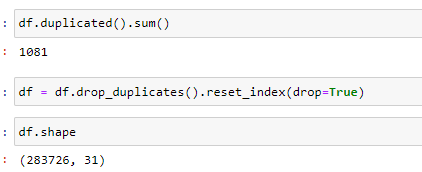 : df.duplicated().sum()
: 1081
: df = df.drop_duplicates().reset_index(drop=True)
: df.shape
: (283726, 31)